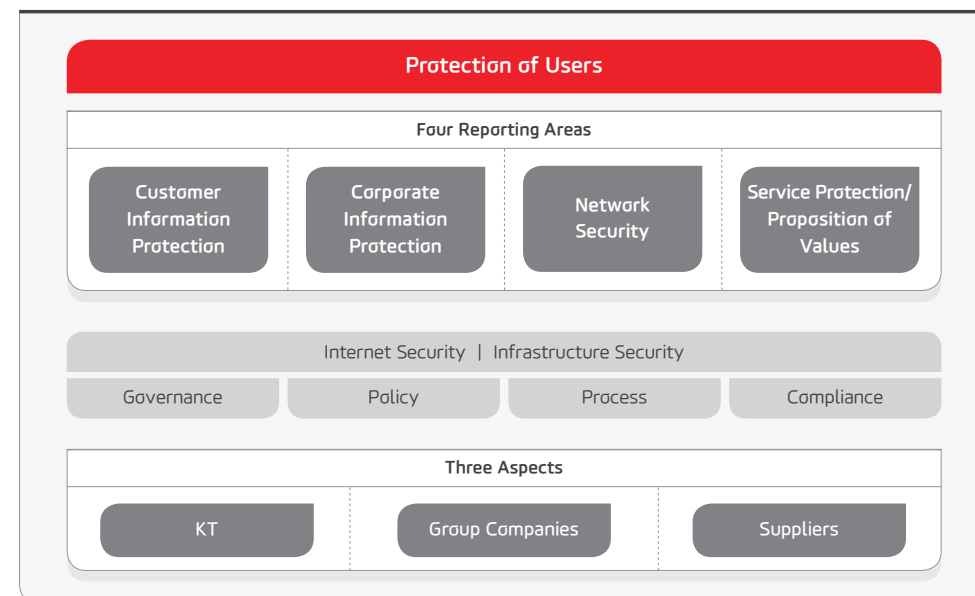 Protection of Users
Four Reporting Areas
Customer
Information
Protection
Corporate
Information
Protection
Network
Security
Service Protection/
Proposition of
Values
Internet Security | Infrastructure Security
Governance
Policy
Process
Compliance
Three Aspects
KT
Group Companies
Suppliers